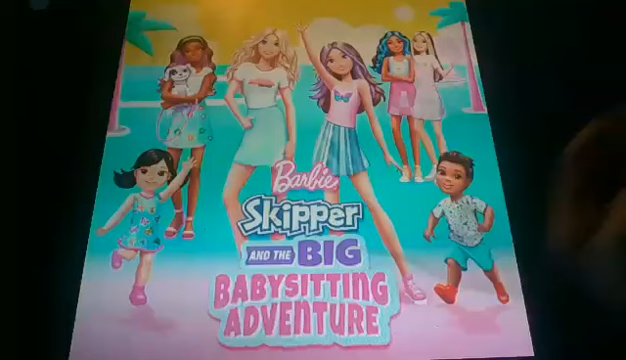 Barbie
Skipper
AND THE BIG
BABYSITTING
ADVENTURE